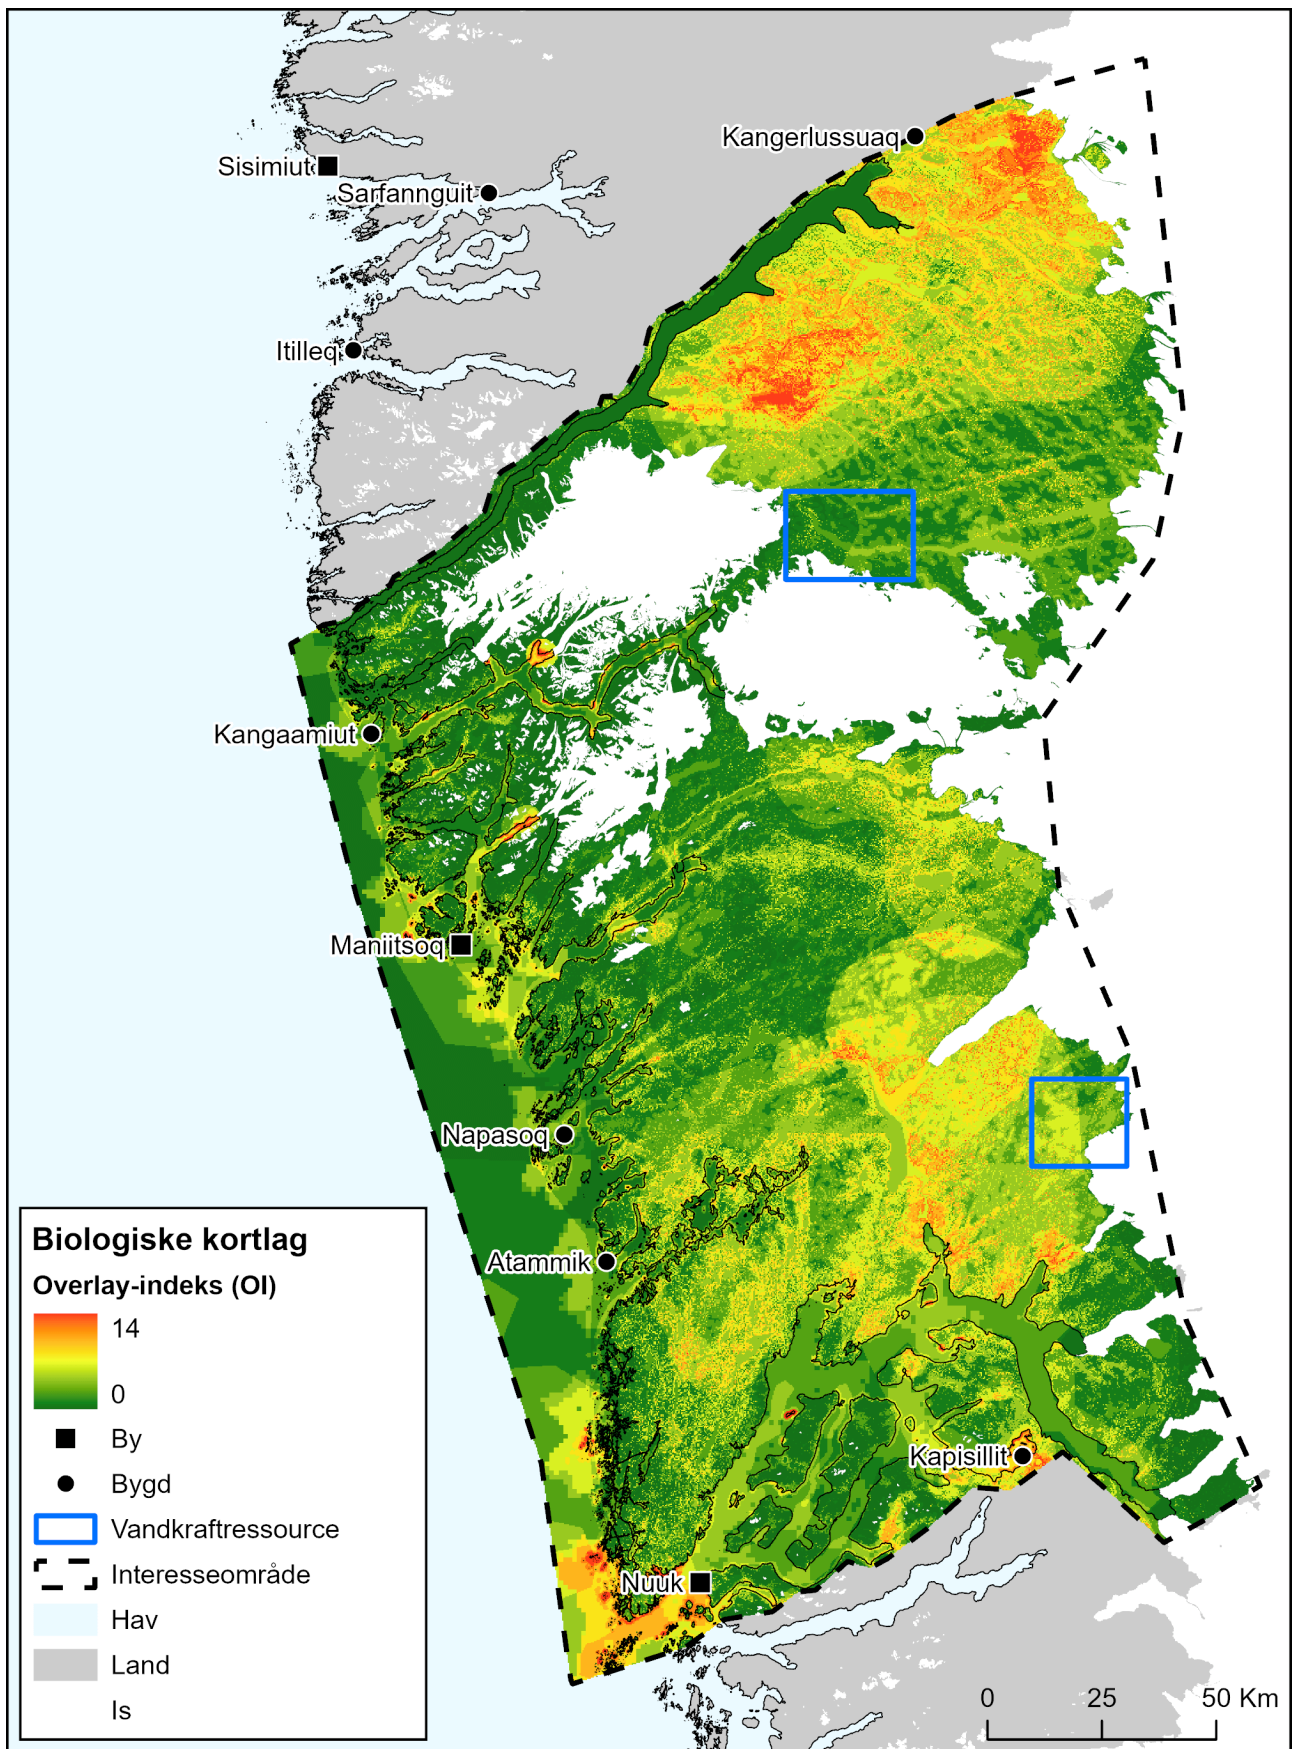 Kangerlussuaq
Sisimiut
Sarfannguit
Itilleq
Kangaamiut
Maniitsoq
Napasoq
Atammik
Kapisillit
Nuuk
Biologiske kortlag
Overlay-indeks (OI)
14
0
By
Bygd
Vandkraftressource
Interesseområde
Hav
Land
Is
0 25 50 Km